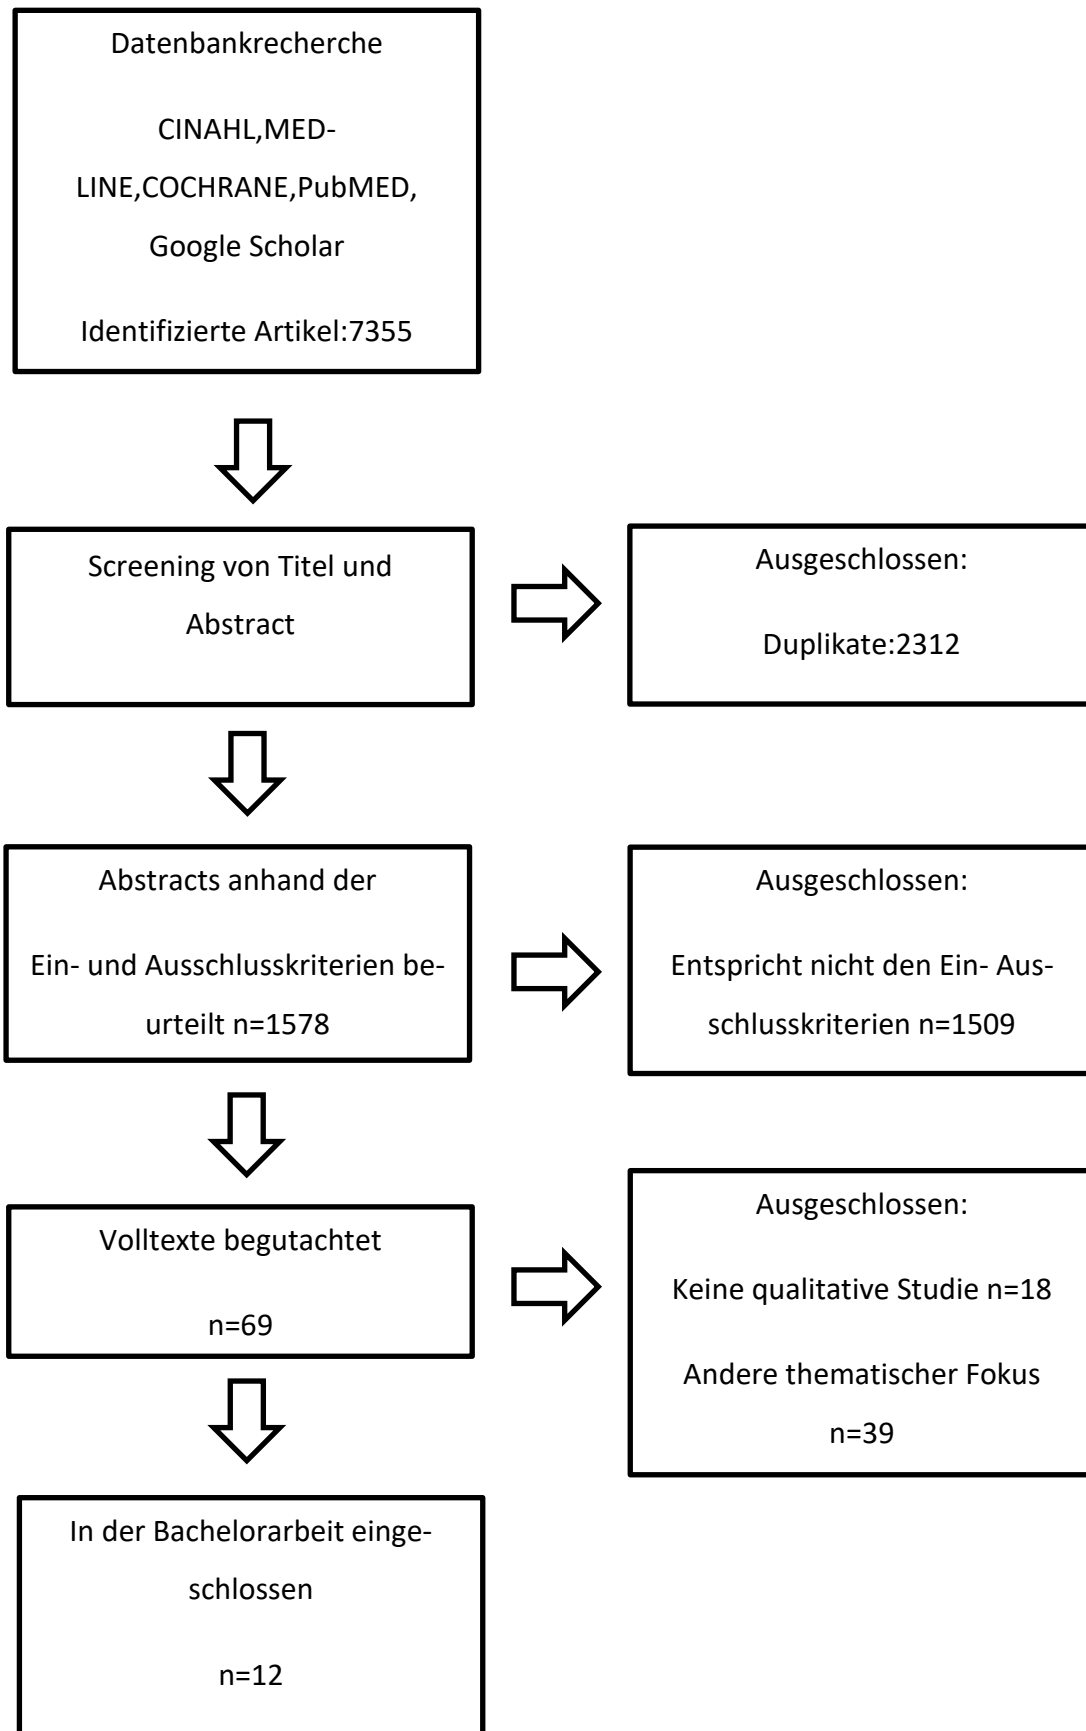 Datenbankrecherche
CINAHL,MED-
LINE,COCHRANE,PubMED,
Google Scholar
Identifizierte Artikel:7355
Screening von Titel und
Abstract
Ausgeschlossen:
Duplikate:2312
Abstracts anhand der
Ein- und Ausschlusskriterien be-
urteilt n=1578
Ausgeschlossen:
Entspricht nicht den Ein- Aus-
schlusskriterien n=1509
Volltexte begutachtet
n=69
Ausgeschlossen:
Keine qualitative Studie n=18
Andere thematischer Fokus
n=39
In der Bachelorarbeit einge-
schlossen
n=12